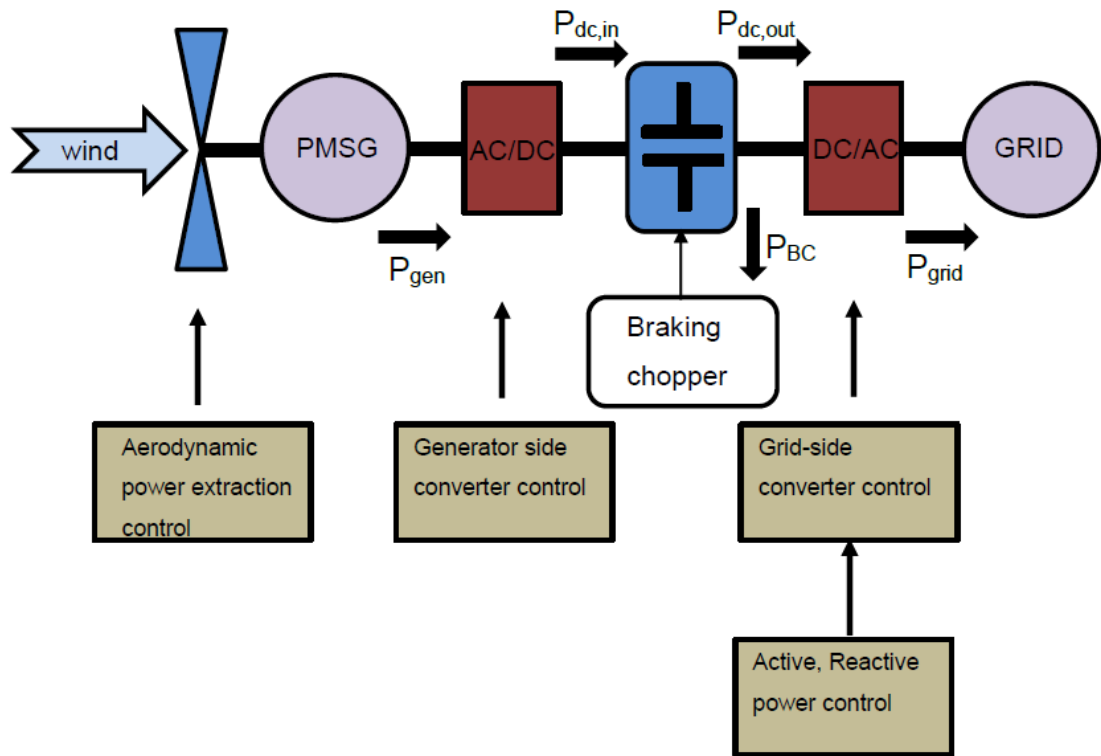 P_dc,in
P_dc,out
wind
PMSG
AC/DC
DC/AC
GRID
P_gen
P_BC
P_grid
Braking
chopper
Aerodynamic
power extraction
control
Generator side
converter control
Grid-side
converter control
Active, Reactive
power control